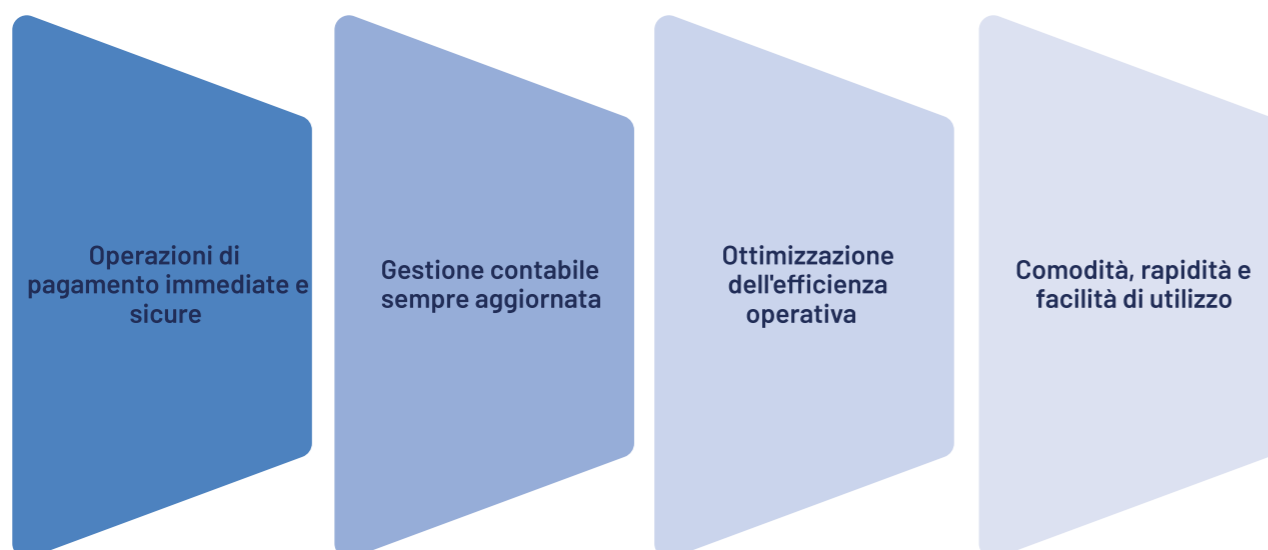 Operazioni di
pagamento immediate e
sicure
Gestione contabile
sempre aggiornata
Ottimizzazione
dell'efficienza
operativa
Comodità, rapidità e
facilità di utilizzo